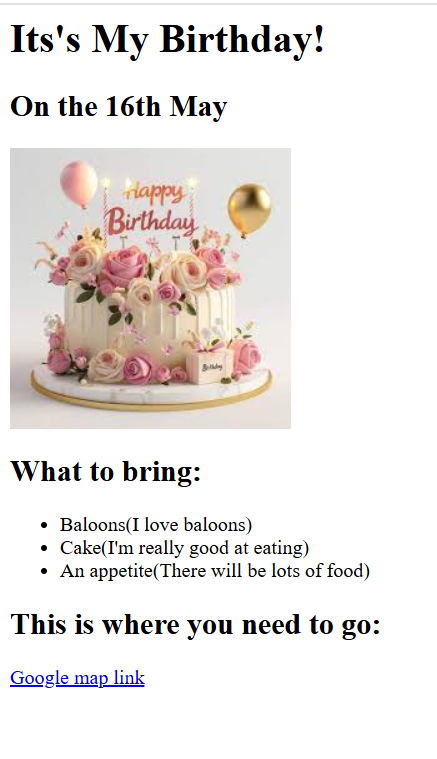 Its's My Birthday!
On the 16th May
Happy
Birthday
Birthday
What to bring:
Baloons(I love baloons)
Cake(I'm really good at eating)
An appetite(There will be lots of food)
This is where you need to go:
Google map link